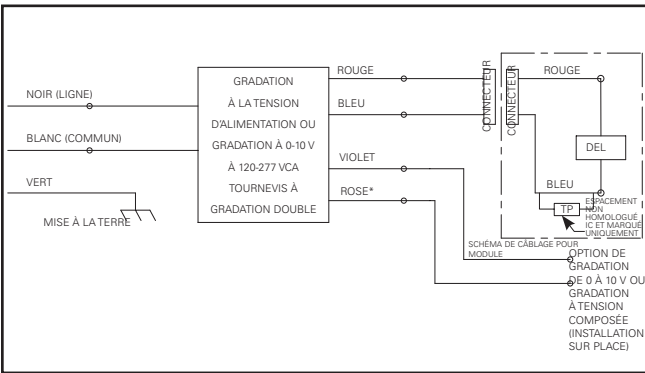 NOIR (LIGNE)
BLANC (COMMUN)
VERT
MISE À LA TERRE
GRADATION
À LA TENSION
D'ALIMENTATION OU
GRADATION À 0-10 V
À 120-277 VCA
TOURNEVIS À
GRADATION DOUBLE
ROUGE
BLEU
VIOLET
ROSE*
CONNECTEUR
CONNECTEUR
ROUGE
DEL
BLEU
TP
ESPACEMENT
NON
HOMOLOGUÉ
IC ET MARQUÉ
UNIQUEMENT
SCHÉMA DE CÂBLAGE POUR
MODULE
OPTION DE
GRADATION
DE 0 À 10 V OU
GRADATION
À TENSION
COMPOSÉE
(INSTALLATION
SUR PLACE)